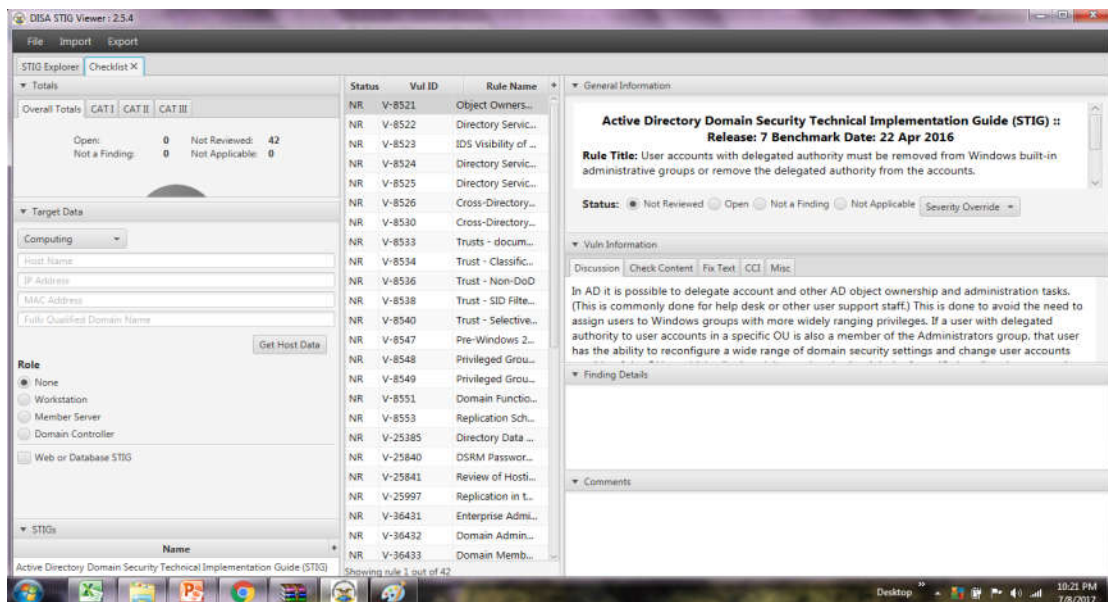 DISA STIG Viewer : 2.5.4
File Import Export
STIG Explorer Checklist X
Totals
Overall Totals CAT I CAT II CAT III
Open: 0 Not Reviewed: 42
Not a Finding: 0 Not Applicable: 0
Target Data
Computing
Host Name
IP Address
MAC Address
Fully Qualified Domain Name
Get Host Data
Role
None
Workstation
Member Server
Domain Controller
Web or Database STIG
STIGs
Name
Active Directory Domain Security Technical Implementation Guide (STIG)
Status Vul ID Rule Name
NR V-8521 Object Owners...
NR V-8522 Directory Servic...
NR V-8523 IDS Visibility of ...
NR V-8524 Directory Servic...
NR V-8525 Directory Servic...
NR V-8526 Cross-Directory...
NR V-8530 Cross-Directory...
NR V-8533 Trusts - docum...
NR V-8534 Trust - Classific...
NR V-8536 Trust - Non-DoD
NR V-8538 Trust - SID Filte...
NR V-8540 Trust - Selective...
NR V-8547 Pre-Windows 2...
NR V-8548 Privileged Grou...
NR V-8549 Privileged Grou...
NR V-8551 Domain Functio...
NR V-8553 Replication Sch...
NR V-25385 Directory Data ...
NR V-25840 DSRM Passwor...
NR V-25841 Review of Hosti...
NR V-25997 Replication in t...
NR V-36431 Enterprise Admi...
NR V-36432 Domain Admin...
NR V-36433 Domain Memb...
Showing rule 1 out of 42
General Information
Active Directory Domain Security Technical Implementation Guide (STIG) ::
Release: 7 Benchmark Date: 22 Apr 2016
Rule Title: User accounts with delegated authority must be removed from Windows built-in
administrative groups or remove the delegated authority from the accounts.
Status: Not Reviewed Open Not a Finding Not Applicable Severity Override
Vuln Information
Discussion Check Content Fix Text CCI Misc
In AD it is possible to delegate account and other AD object ownership and administration tasks.
(This is commonly done for help desk or other user support staff.) This is done to avoid the need to
assign users to Windows groups with more widely ranging privileges. If a user with delegated
authority to user accounts in a specific OU is also a member of the Administrators group, that user
has the ability to reconfigure a wide range of domain security settings and change user accounts
Finding Details
Comments
Desktop
10:21 PM
7/8/2017